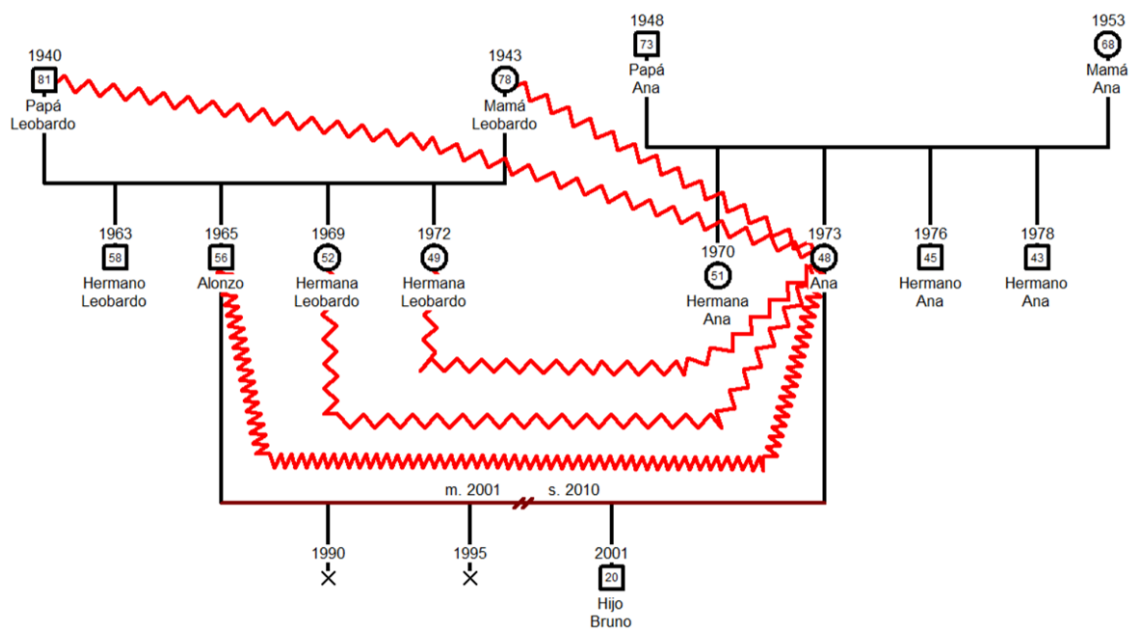 1948
1953
73
68
Papá
Ana
Mamá
Ana
1940
1943
81
78
Papá
Leobardo
Mamá
Leobardo
1963
58
Hermano
Leobardo
1965
56
Alonzo
1969
52
Hermana
Leobardo
1972
49
Hermana
Leobardo
1970
51
Hermana
Ana
1973
48
Ana
1976
45
Hermano
Ana
1978
43
Hermano
Ana
m. 2001
s. 2010
1990
1995
2001
20
Hijo
Bruno